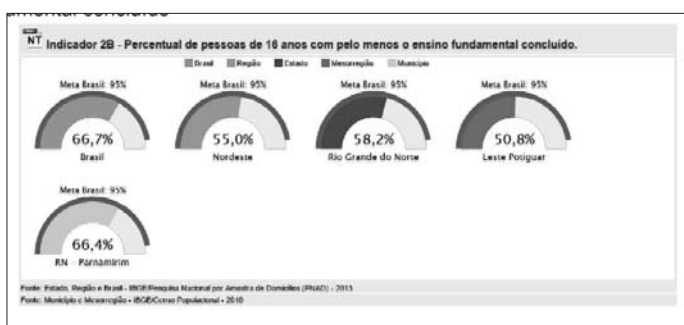 NT Indicador 2B - Percentual de pessoas de 16 anos com pelo menos o ensino fundamental concluído.
Brasil Região Estado Mesorregião Município
Meta Brasil: 95% Meta Brasil: 95% Meta Brasil: 95% Meta Brasil: 95%
66,7% 55,0% 58,2% 50,8%
Brasil Nordeste Rio Grande do Norte Leste Potiguar
Meta Brasil: 95%
66,4%
RN - Parnamirim
Fonte: Estado, Região e Brasil - IBGE/Pesquisa Nacional por Amostra de Domicílios (PNAD) - 2013
Fonte: Município e Mesorregião - IBGE/Censo Populacional - 2010